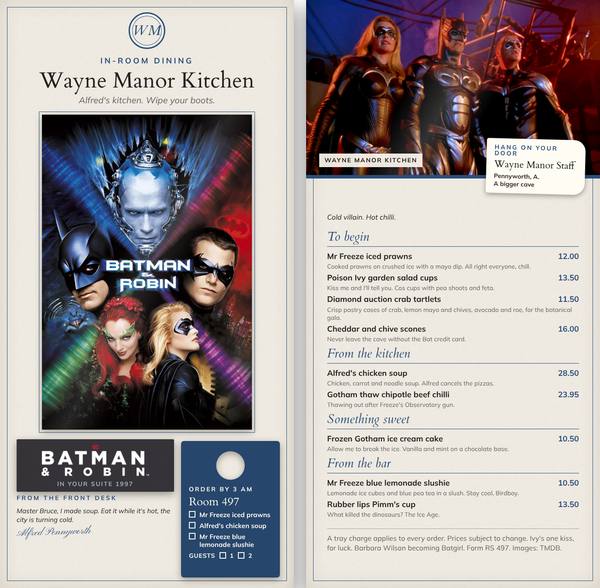 WM
IN-ROOM DINING
Wayne Manor Kitchen
Alfred's kitchen. Wipe your boots.
BATMAN
&
ROBIN
BATMAN
& ROBIN™
IN YOUR SUITE 1997
FROM THE FRONT DESK
Master Bruce, I made soup. Eat it while it's hot, the
city is turning cold.
Alfred Pennyworth
ORDER BY 3 AM
Room 497
Mr Freeze iced prawns
Alfred's chicken soup
Mr Freeze blue
lemonade slushie
GUESTS 1 2
WAYNE MANOR KITCHEN
HANG ON YOUR
DOOR
Wayne Manor Staff
Pennyworth, A.
A bigger cave
Cold villain. Hot chilli.
To begin
Mr Freeze iced prawns 12.00
Cooked prawns on crushed ice with a mayo dip. All right everyone, chill.
Poison Ivy garden salad cups 13.50
Kiss me and I'll tell you. Cos cups with pea shoots and feta.
Diamond auction crab tartlets 11.50
Crisp pastry cases of crab, lemon mayo and chives, avocado and roe, for the botanical
gala.
Cheddar and chive scones 16.00
Never leave the cave without the Bat credit card.
From the kitchen
Alfred's chicken soup 28.50
Chicken, carrot and noodle soup. Alfred cancels the pizzas.
Gotham thaw chipotle beef chilli 23.95
Thawing out after Freeze's Observatory gun.
Something sweet
Frozen Gotham ice cream cake 10.50
Allow me to break the ice. Vanilla and mint on a chocolate base.
From the bar
Mr Freeze blue lemonade slushie 10.50
Lemonade ice cubes and blue pea tea in a slush. Stay cool, Birdboy.
Rubber lips Pimm's cup 13.50
What killed the dinosaurs? The Ice Age.
A tray charge applies to every order. Prices subject to change. Ivy's one kiss,
for luck. Barbara Wilson becoming Batgirl. Form RS 497. Images: TMDB.